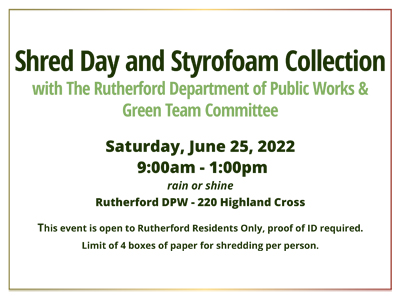 Shred Day and Styrofoam Collection
with The Rutherford Department of Public Works &
Green Team Committee
Saturday, June 25, 2022
9:00am - 1:00pm
rain or shine
Rutherford DPW - 220 Highland Cross
This event is open to Rutherford Residents Only, proof of ID required.
Limit of 4 boxes of paper for shredding per person.